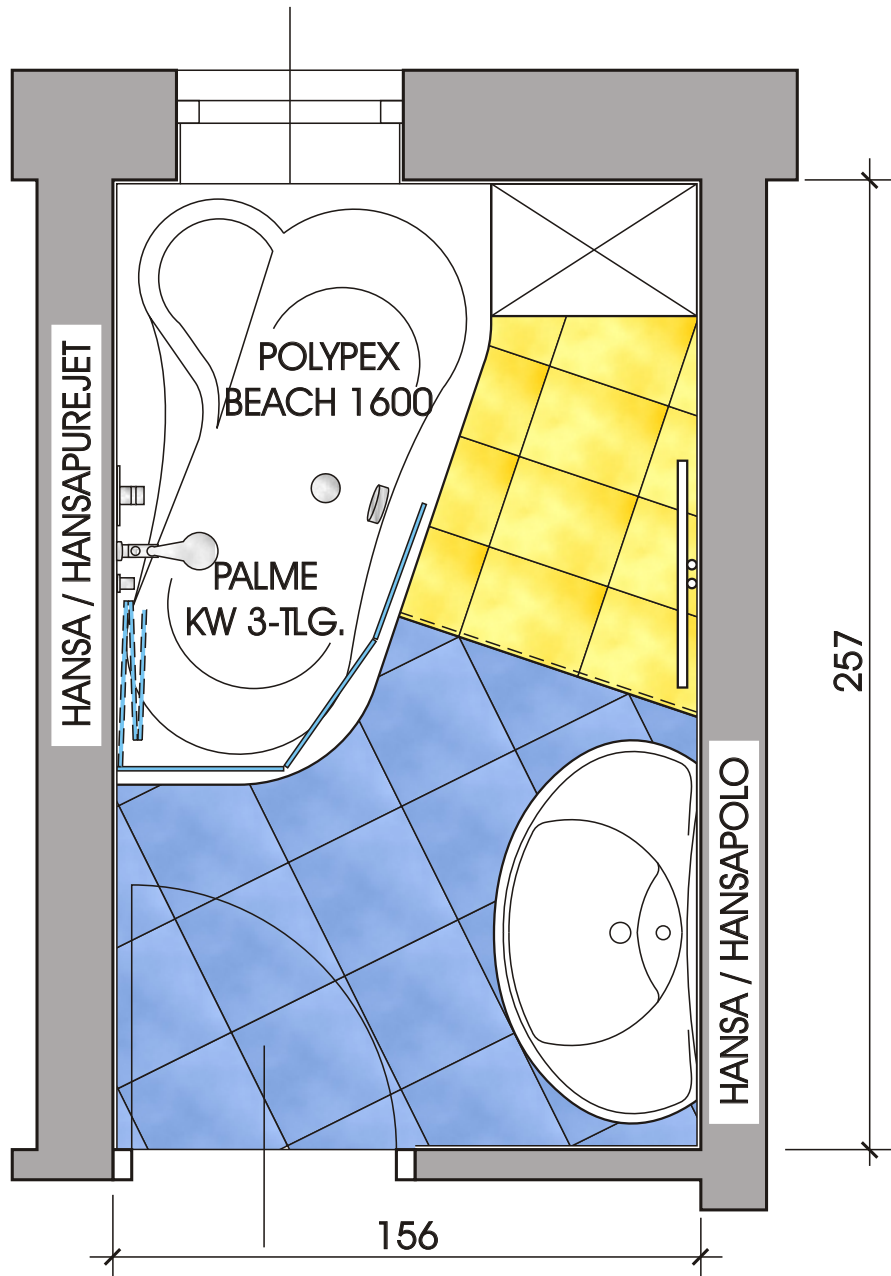 POLYPEX
BEACH 1600
HANSA / HANSAPUREJET
PALME
KW 3-TLG.
257
HANSA / HANSAPOLO
156